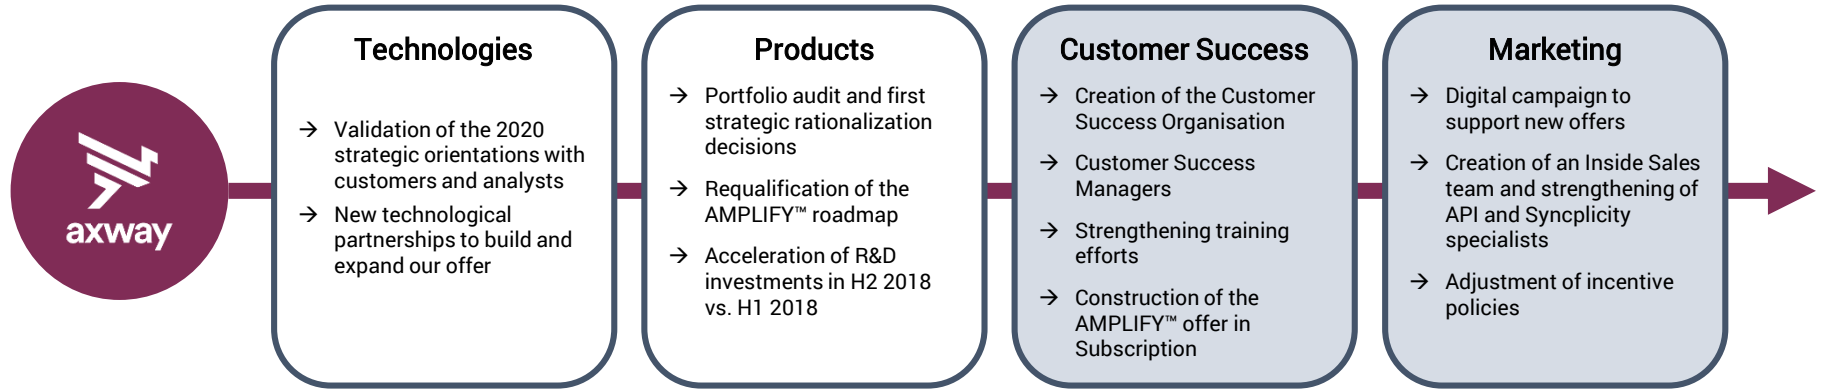 axway
Technologies
→ Validation of the 2020
strategic orientations with
customers and analysts
→ New technological
partnerships to build and
expand our offer
Products
→ Portfolio audit and first
strategic rationalization
decisions
→ Requalification of the
AMPLIFY™ roadmap
→ Acceleration of R&D
investments in H2 2018
vs. H1 2018
Customer Success
→ Creation of the Customer
Success Organisation
→ Customer Success
Managers
→ Strengthening training
efforts
→ Construction of the
AMPLIFY™ offer in
Subscription
Marketing
→ Digital campaign to
support new offers
→ Creation of an Inside Sales
team and strengthening of
API and Syncplicity
specialists
→ Adjustment of incentive
policies